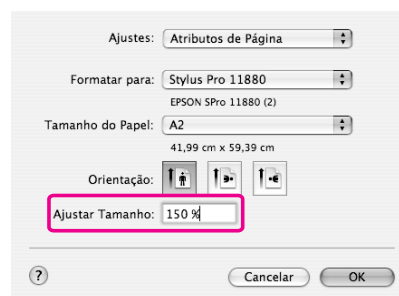 Ajustes: Atributos de Página
Formatar para: Stylus Pro 11880
EPSON SPro 11880 (2)
Tamanho do Papel: A2
41,99 cm x 59,39 cm
Orientação:
Ajustar Tamanho: 150 %
? Cancelar OK